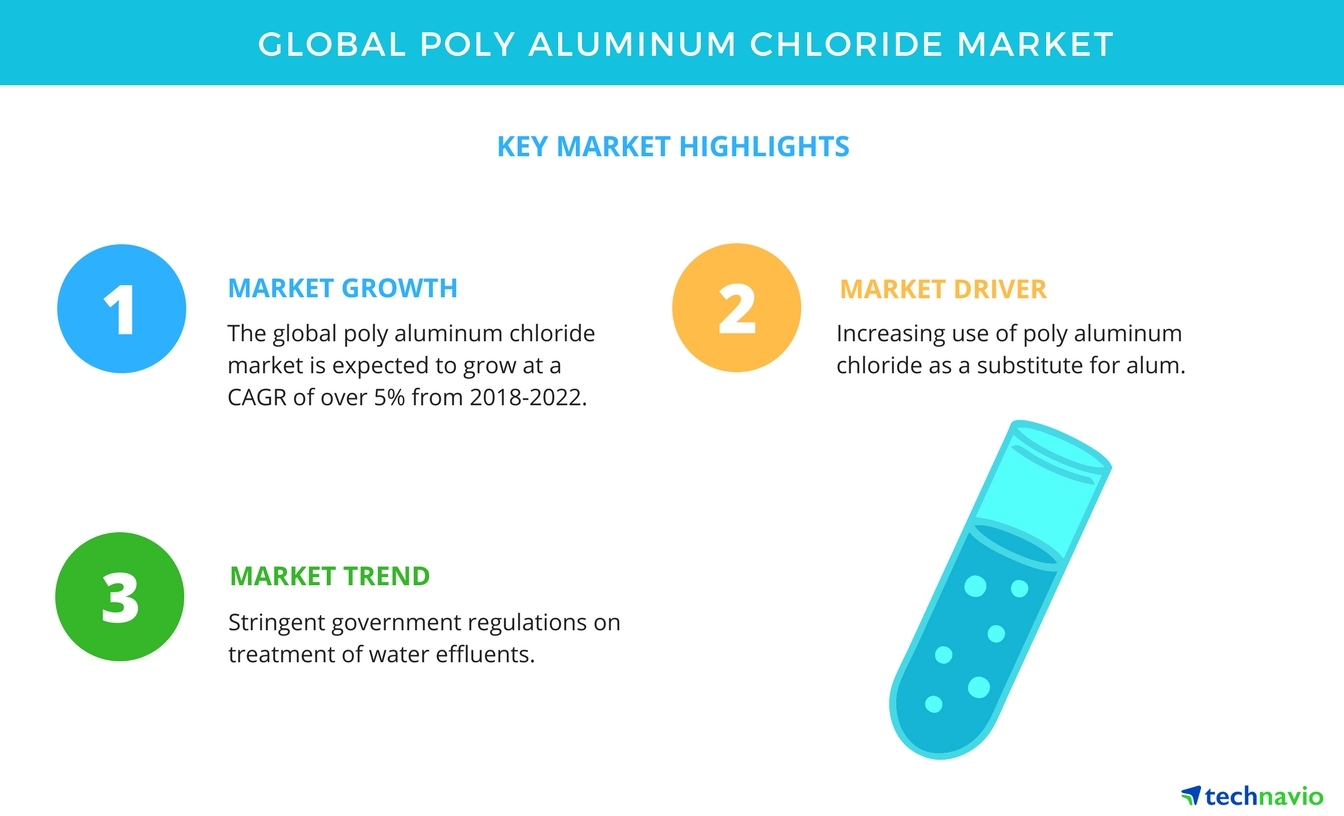 GLOBAL POLY ALUMINUM CHLORIDE MARKET
KEY MARKET HIGHLIGHTS
1
MARKET GROWTH
The global poly aluminum chloride
market is expected to grow at a
CAGR of over 5% from 2018-2022.
2
MARKET DRIVER
Increasing use of poly aluminum
chloride as a substitute for alum.
3
MARKET TREND
Stringent government regulations on
treatment of water effluents.
technavio